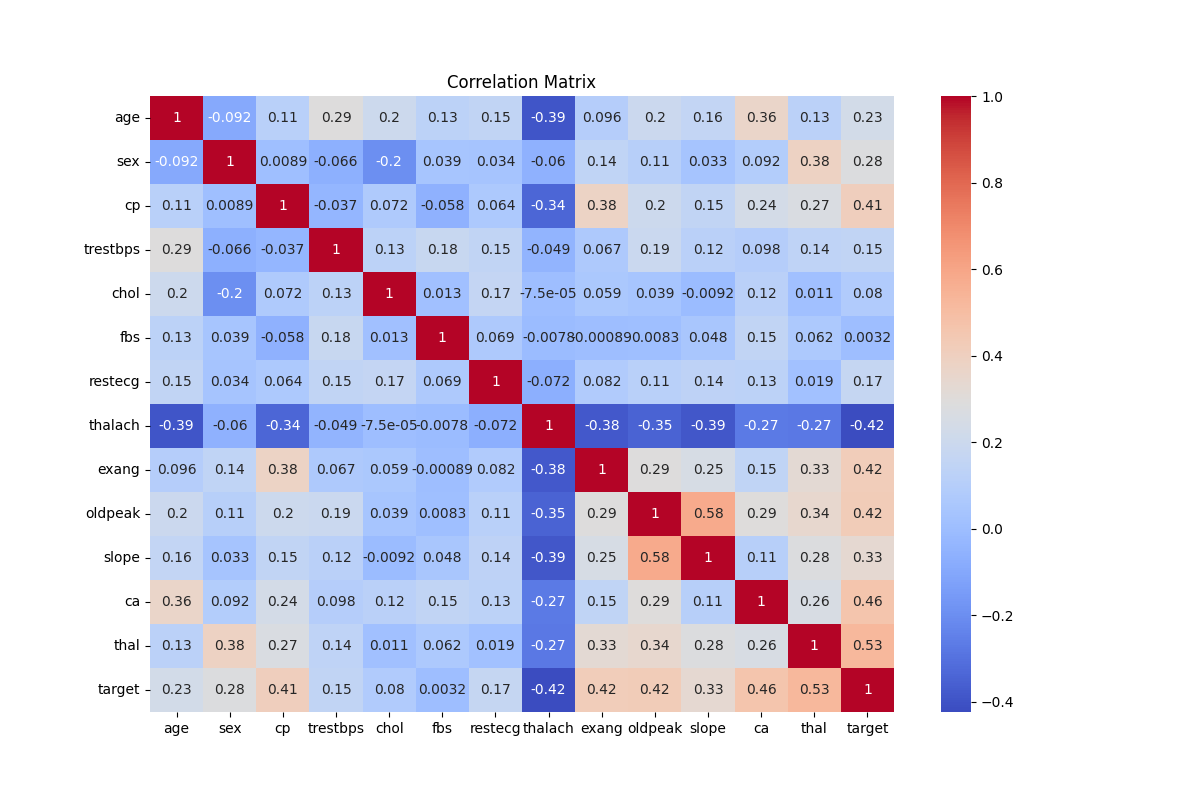 Correlation Matrix
age 1 -0.092 0.11 0.29 0.2 0.13 0.15 -0.39 0.096 0.2 0.16 0.36 0.13 0.23
sex -0.092 1 0.0089 -0.066 -0.2 0.039 0.034 -0.06 0.14 0.11 0.033 0.092 0.38 0.28
cp 0.11 0.0089 1 -0.037 0.072 -0.058 0.064 -0.34 0.38 0.2 0.15 0.24 0.27 0.41
trestbps 0.29 -0.066 -0.037 1 0.13 0.18 0.15 -0.049 0.067 0.19 0.12 0.098 0.14 0.15
chol 0.2 -0.2 0.072 0.13 1 0.013 0.17 -7.5e-05 0.059 0.039 -0.0092 0.12 0.011 0.08
fbs 0.13 0.039 -0.058 0.18 0.013 1 0.069 -0.0078 -0.00089 0.0083 0.048 0.15 0.062 0.0032
restecg 0.15 0.034 0.064 0.15 0.17 0.069 1 -0.072 0.082 0.11 0.14 0.13 0.019 0.17
thalach -0.39 -0.06 -0.34 -0.049 -7.5e-05 -0.0078 -0.072 1 -0.38 -0.35 -0.39 -0.27 -0.27 -0.42
exang 0.096 0.14 0.38 0.067 0.059 -0.00089 0.082 -0.38 1 0.29 0.25 0.15 0.33 0.42
oldpeak 0.2 0.11 0.2 0.19 0.039 0.0083 0.11 -0.35 0.29 1 0.58 0.29 0.34 0.42
slope 0.16 0.033 0.15 0.12 -0.0092 0.048 0.14 -0.39 0.25 0.58 1 0.11 0.28 0.33
ca 0.36 0.092 0.24 0.098 0.12 0.15 0.13 -0.27 0.15 0.29 0.11 1 0.26 0.46
thal 0.13 0.38 0.27 0.14 0.011 0.062 0.019 -0.27 0.33 0.34 0.28 0.26 1 0.53
target 0.23 0.28 0.41 0.15 0.08 0.0032 0.17 -0.42 0.42 0.42 0.33 0.46 0.53 1
age sex cp trestbps chol fbs restecg thalach exang oldpeak slope ca thal target
1.0
0.8
0.6
0.4
0.2
0.0
−0.2
−0.4